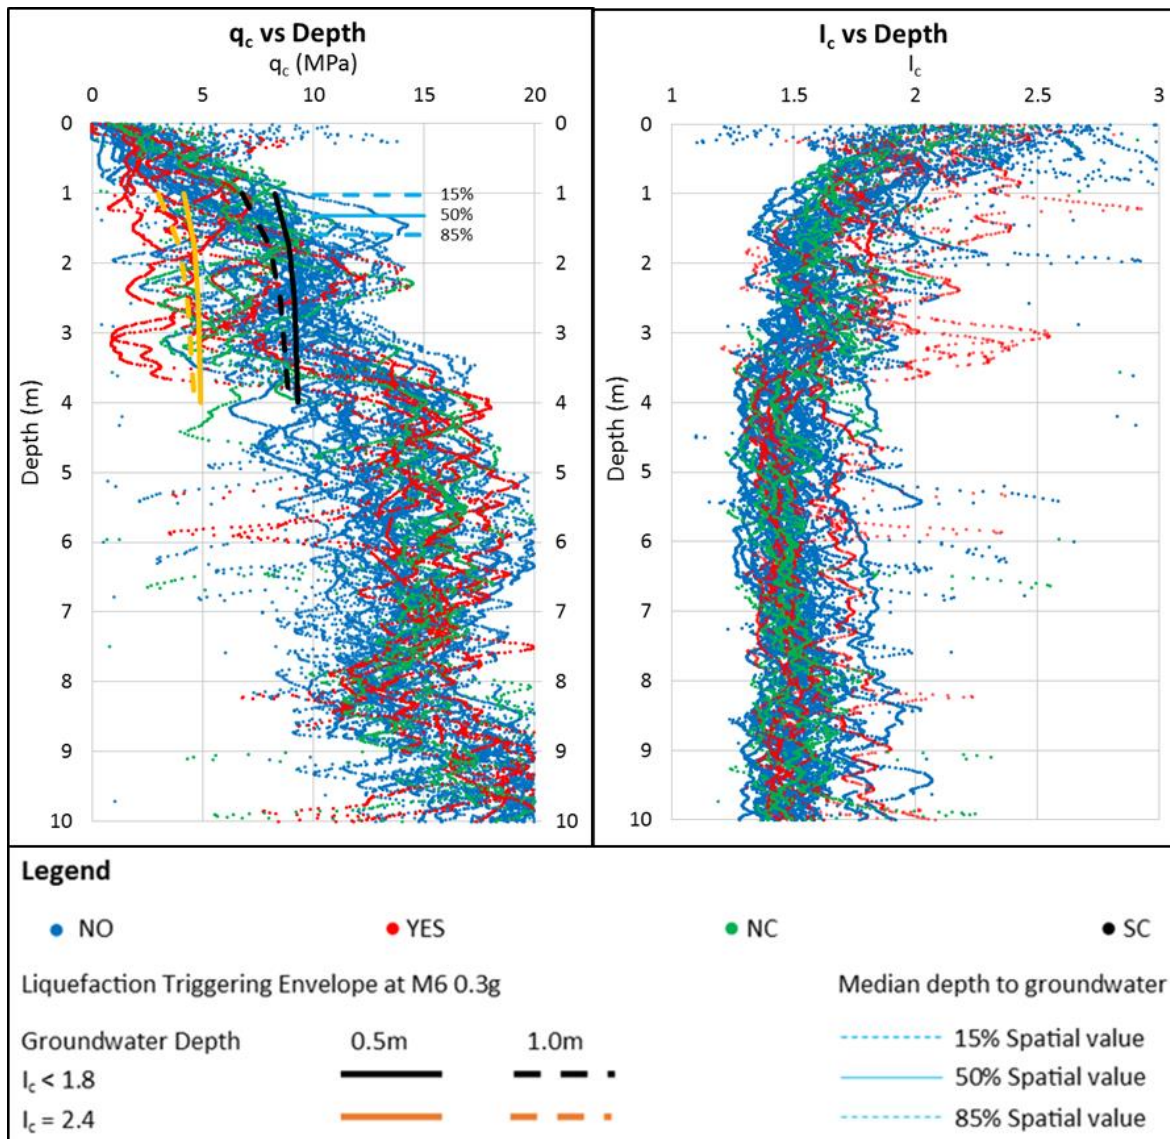 qc vs Depth
qc (MPa)
0 5 10 15 20
0 0
1 1
2 2
3 3
4 4
5 5
6 6
7 7
8 8
9 9
10 10
Depth (m)
15%
50%
85%
Ic vs Depth
Ic
1 1.5 2 2.5 3
0
1
2
3
4
5
6
7
8
9
10
Depth (m)
Legend
NO YES NC SC
Liquefaction Triggering Envelope at M6 0.3g
Median depth to groundwater
Groundwater Depth 0.5m 1.0m
Ic < 1.8
Ic = 2.4
15% Spatial value
50% Spatial value
85% Spatial value